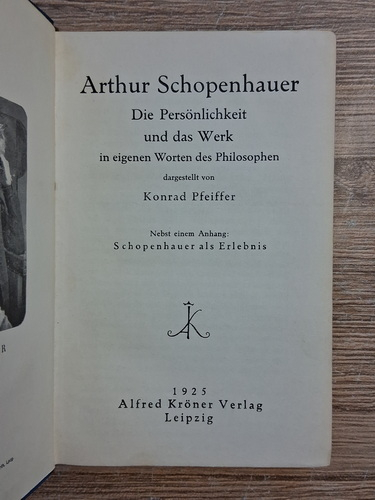 Arthur Schopenhauer
Die Persönlichkeit
und das Werk
in eigenen Worten des Philosophen
dargestellt von
Konrad Pfeiffer
Nebst einem Anhang:
Schopenhauer als Erlebnis
AK
1925
Alfred Kröner Verlag
Leipzig
R